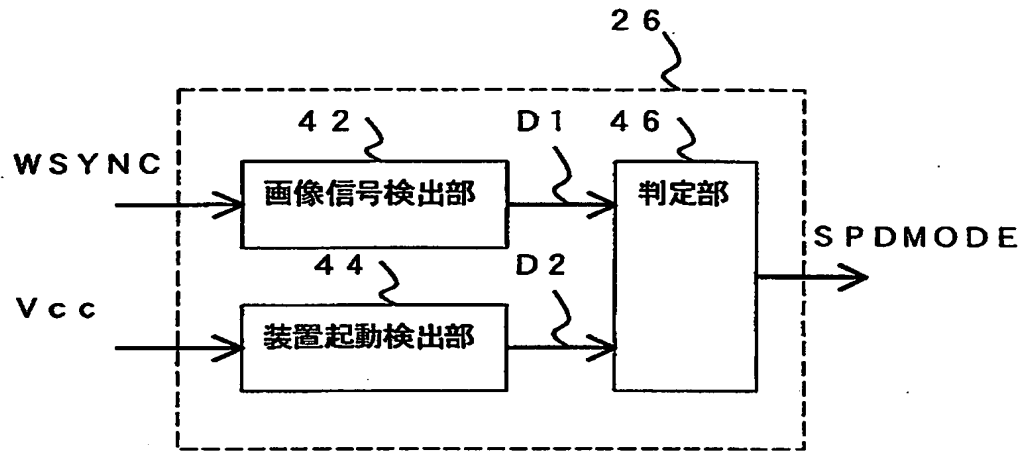 26
42
D1
46
WSYNC
画像信号検出部
判定部
SPDMODE
44
D2
Vcc
装置起動検出部